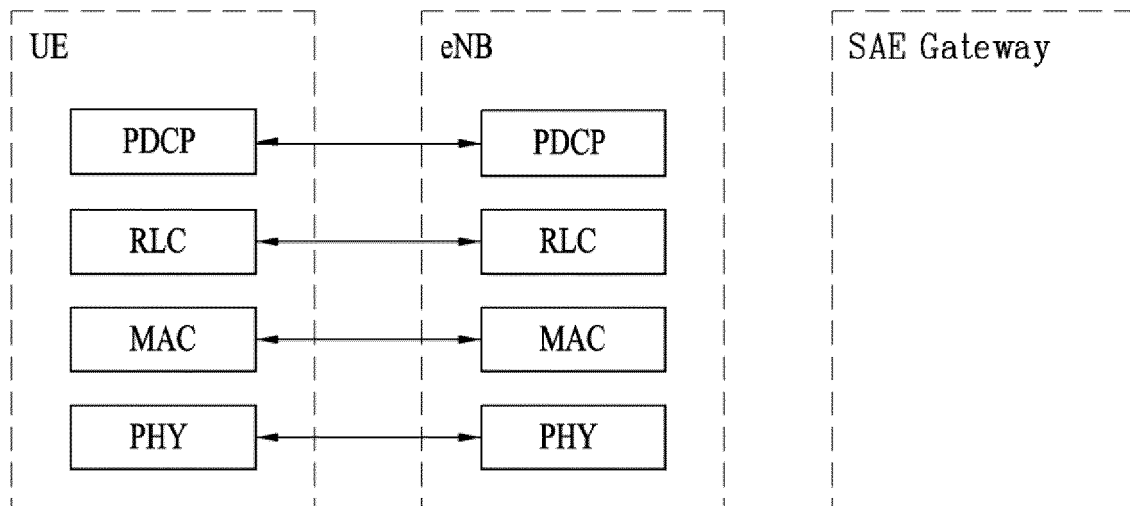 UE
eNB
SAE Gateway
PDCP
PDCP
RLC
RLC
MAC
MAC
PHY
PHY